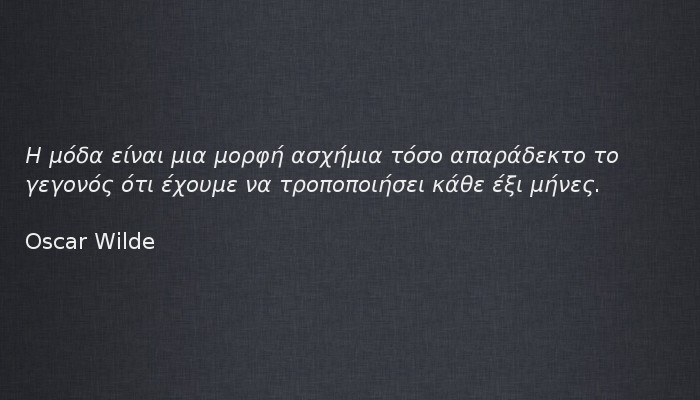 Η μόδα είναι μια μορφή ασχήμια τόσο απαράδεκτο το
γεγονός ότι έχουμε να τροποποιήσει κάθε έξι μήνες.
Oscar Wilde